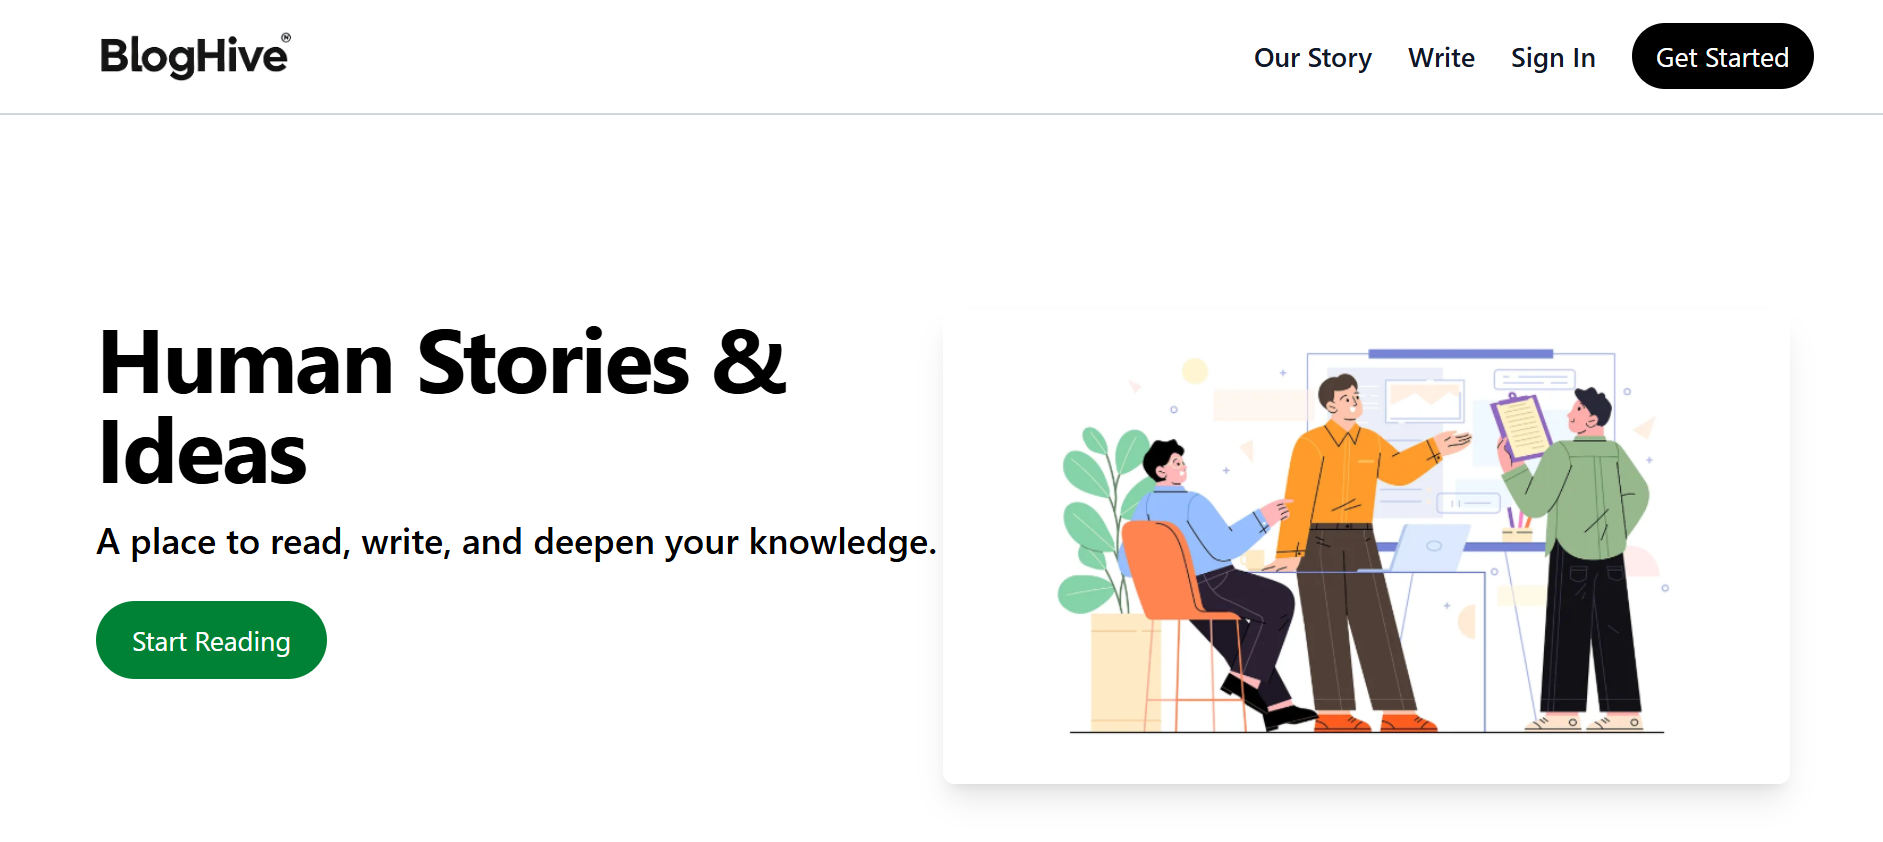 BlogHive®
Our Story Write Sign In Get Started
Human Stories &
Ideas
A place to read, write, and deepen your knowledge.
Start Reading